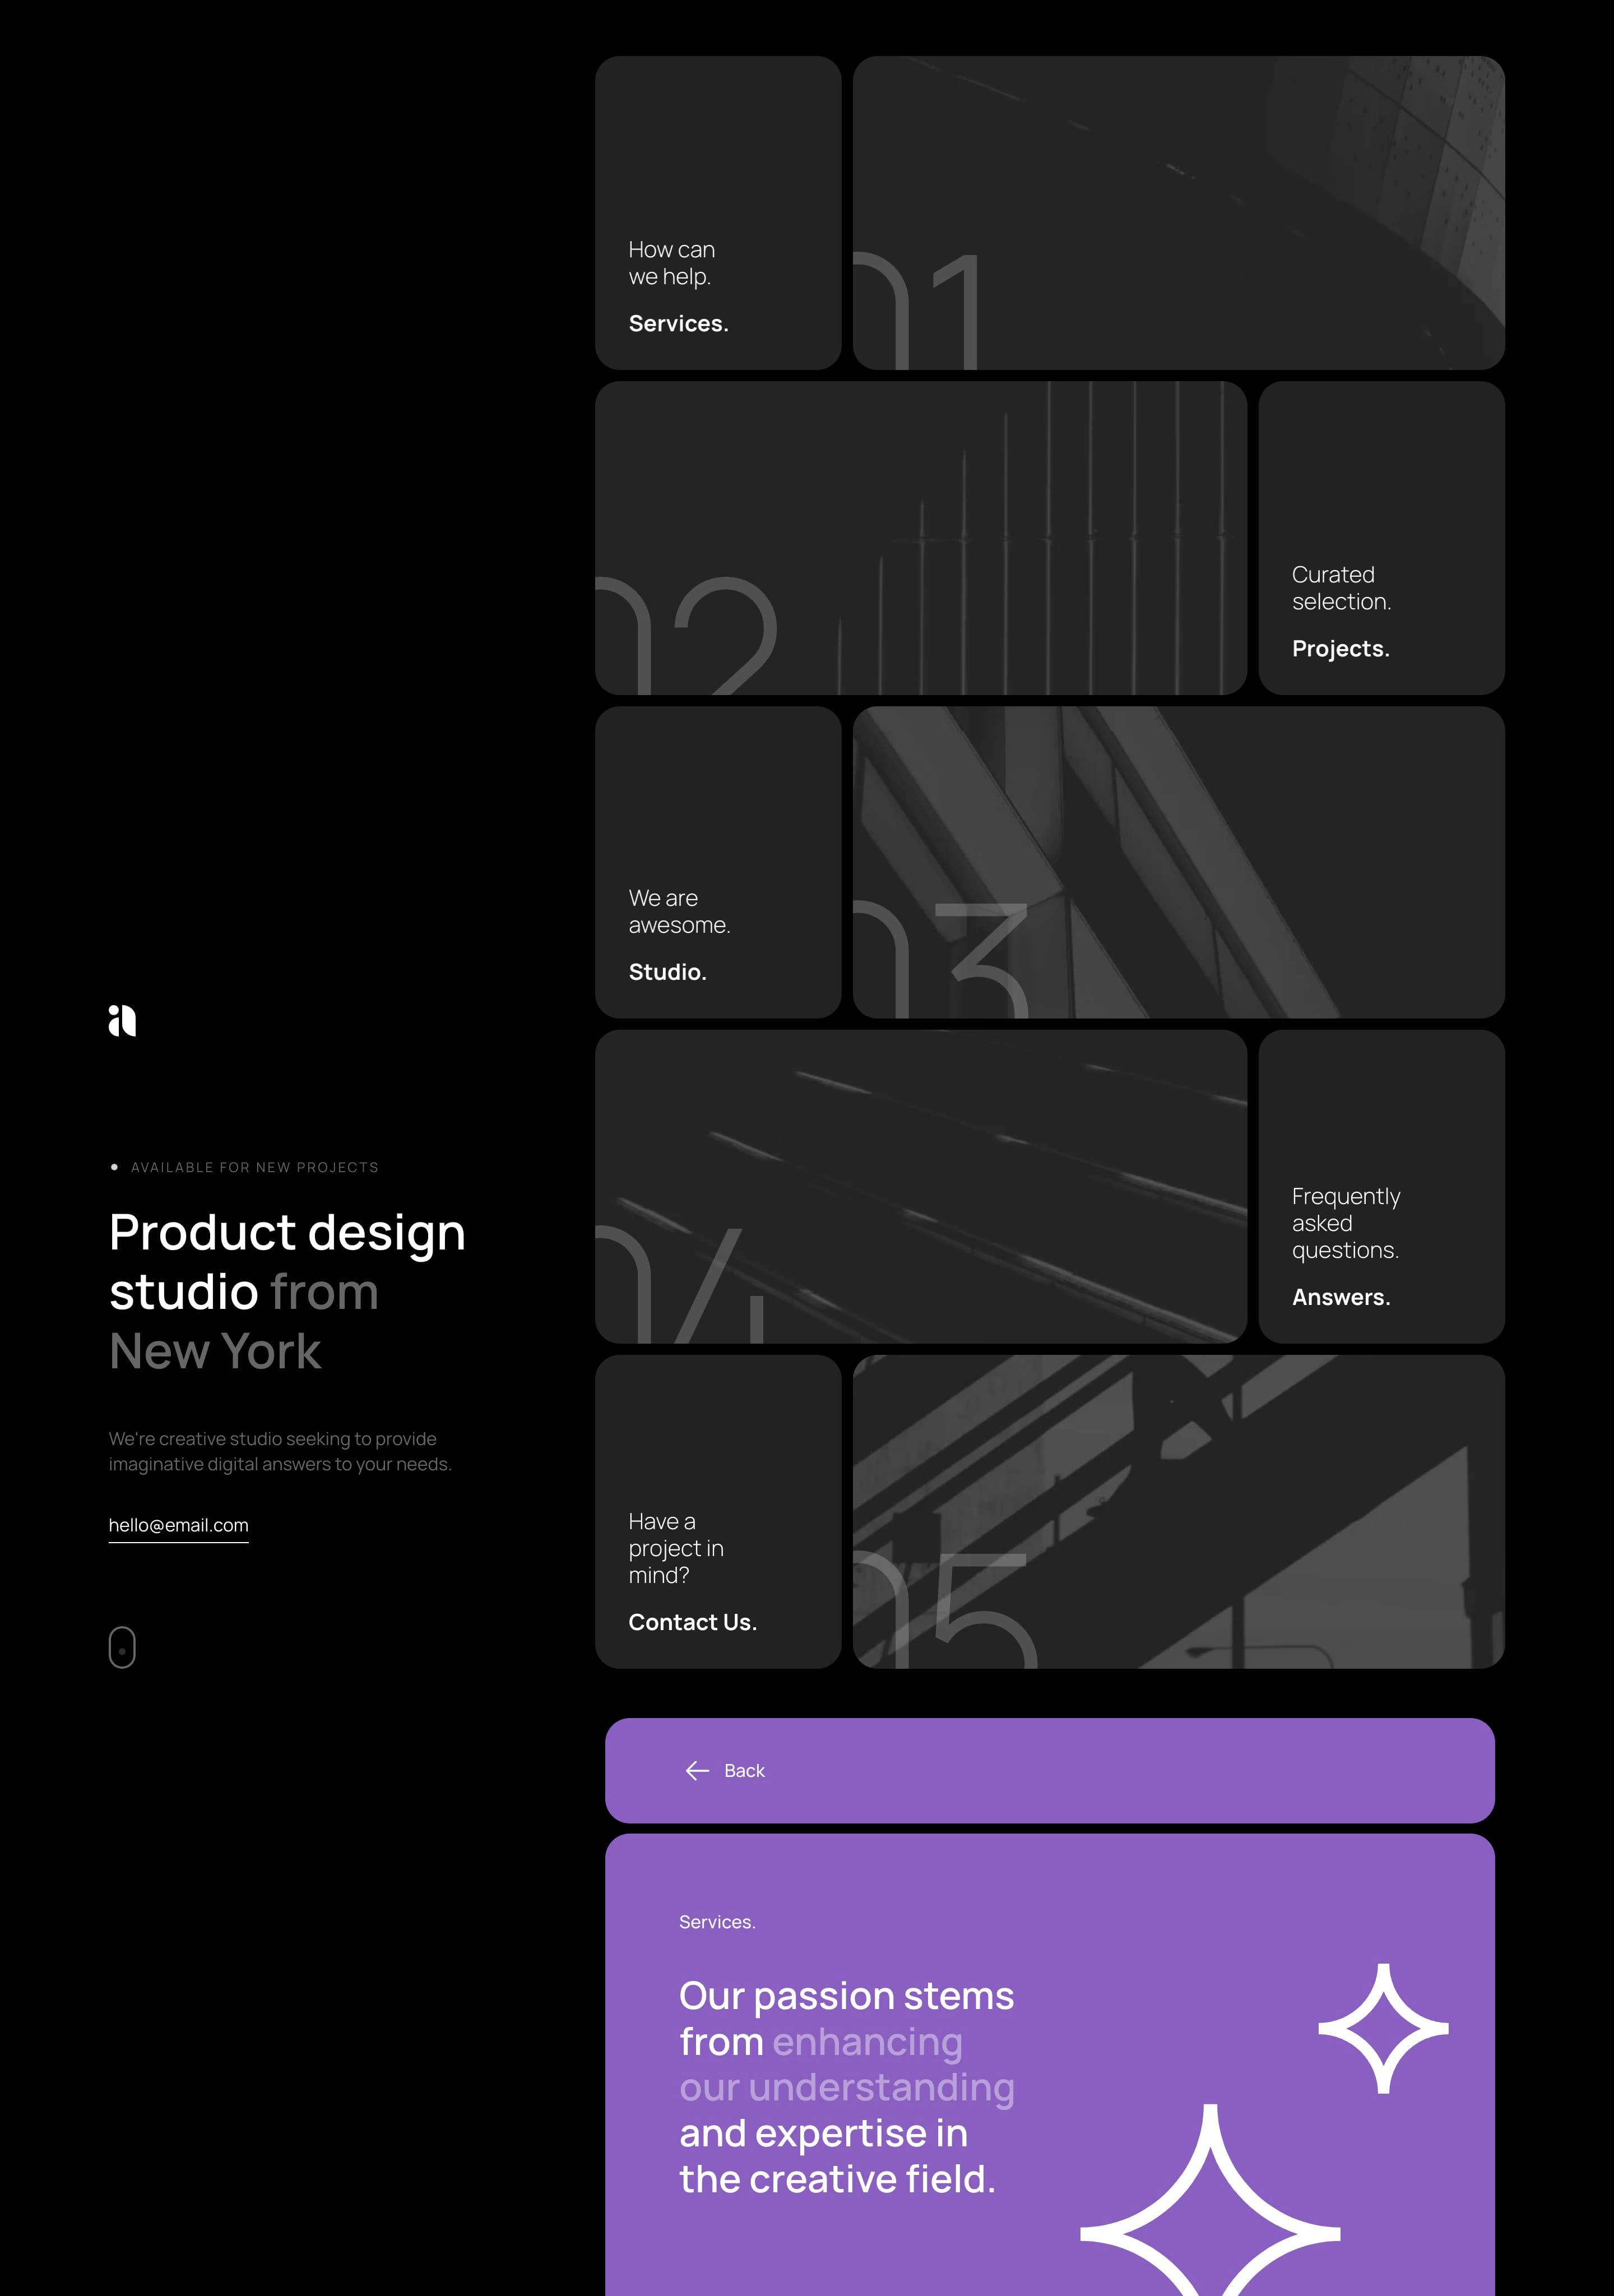 AVAILABLE FOR NEW PROJECTS
Product design
studio from
New York
We're creative studio seeking to provide
imaginative digital answers to your needs.
hello@email.com
How can
we help.
Services.
01
02
Curated
selection.
Projects.
We are
awesome.
Studio.
03
04
Frequently
asked
questions.
Answers.
Have a
project in
mind?
Contact Us.
05
Back
Services.
Our passion stems
from enhancing
our understanding
and expertise in
the creative field.